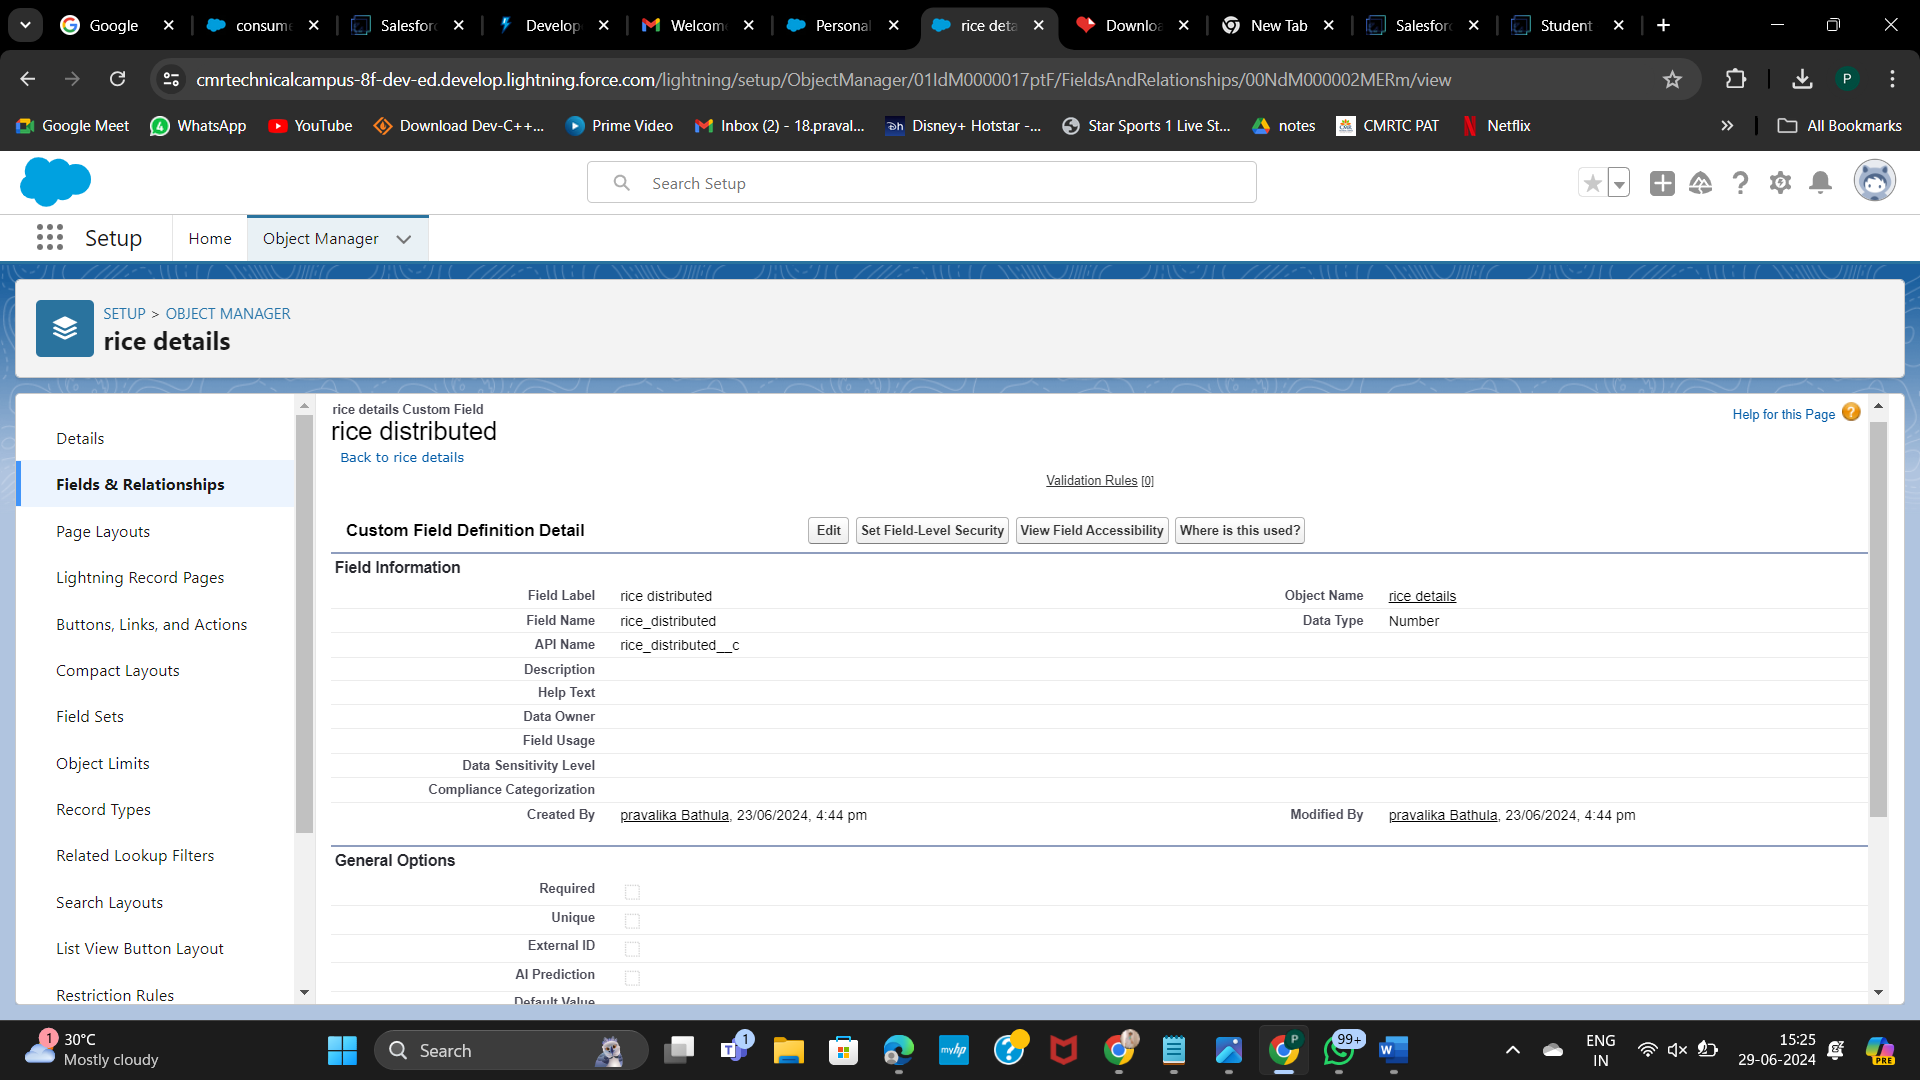 Google
consume
Salesforc
Develop
Welcom
Personal
rice deta
Downloa
New Tab
Salesforc
Student
cmrtechnicalcampus-8f-dev-ed.develop.lightning.force.com/lightning/setup/ObjectManager/01IdM0000017ptF/FieldsAndRelationships/00NdM000002MERm/view
P
Google Meet
WhatsApp
YouTube
Download Dev-C++...
Prime Video
Inbox (2) - 18.praval...
Disney+ Hotstar -...
Star Sports 1 Live St...
notes
CMRTC PAT
Netflix
»
All Bookmarks
Search Setup
Setup
Home
Object Manager
SETUP > OBJECT MANAGER
rice details
Details
Fields & Relationships
Page Layouts
Lightning Record Pages
Buttons, Links, and Actions
Compact Layouts
Field Sets
Object Limits
Record Types
Related Lookup Filters
Search Layouts
List View Button Layout
Restriction Rules
rice details Custom Field
rice distributed
Back to rice details
Help for this Page
Validation Rules [0]
Custom Field Definition Detail
Edit
Set Field-Level Security
View Field Accessibility
Where is this used?
Field Information
Field Label rice distributed
Object Name rice details
Field Name rice_distributed
Data Type Number
API Name rice_distributed__c
Description
Help Text
Data Owner
Field Usage
Data Sensitivity Level
Compliance Categorization
Created By pravalika Bathula, 23/06/2024, 4:44 pm
Modified By pravalika Bathula, 23/06/2024, 4:44 pm
General Options
Required
Unique
External ID
AI Prediction
Default Value
1
30°C
Mostly cloudy
Search
1
myhp
P
99+
ENG
IN
15:25
29-06-2024
PRE